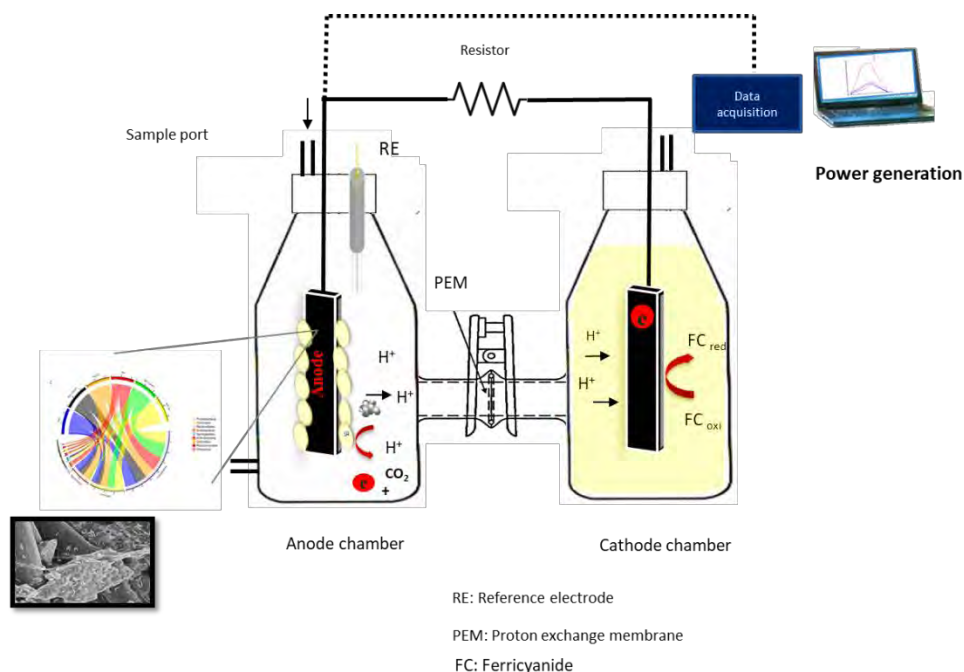 Resistor
Data
acquisition
Sample port
RE
Power generation
PEM
e
H⁺
FC red
Anode
H⁺
H⁺
H⁺
FC oxi
H⁺
CO₂
e
+
Anode chamber
Cathode chamber
RE: Reference electrode
PEM: Proton exchange membrane
FC: Ferricyanide